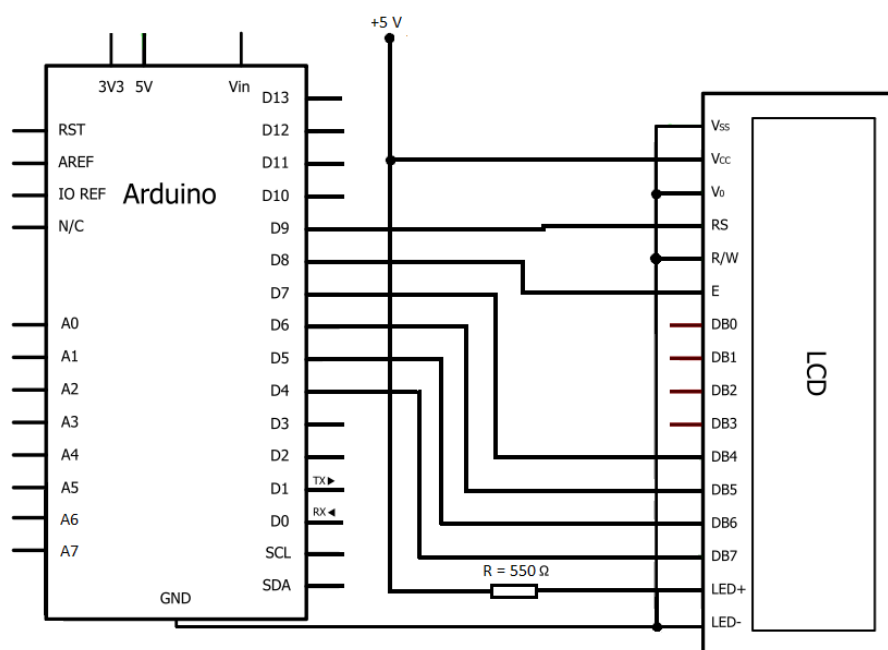 +5 V
3V3 5V Vin
RST
AREF
IO REF
N/C
Arduino
A0
A1
A2
A3
A4
A5
A6
A7
GND
D13
D12
D11
D10
D9
D8
D7
D6
D5
D4
D3
D2
D1 TX▶
D0 RX◀
SCL
SDA
R = 550 Ω
Vss
Vcc
V0
RS
R/W
E
DB0
DB1
DB2
DB3
DB4
DB5
DB6
DB7
LED+
LED-
LCD